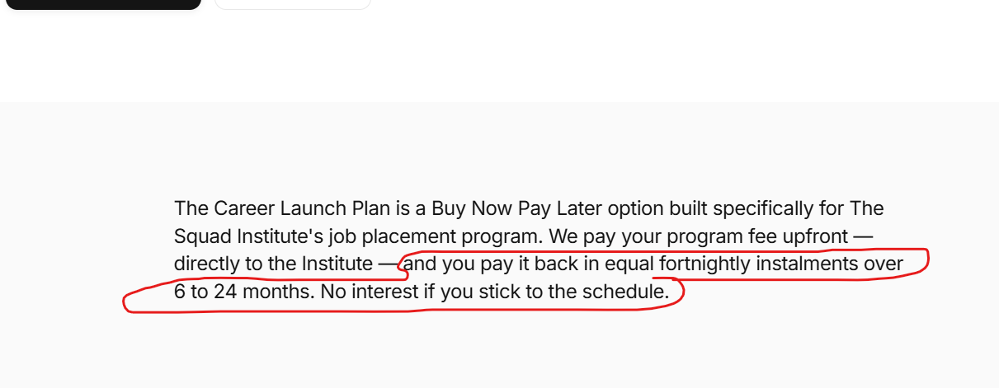 The Career Launch Plan is a Buy Now Pay Later option built specifically for The
Squad Institute's job placement program. We pay your program fee upfront —
directly to the Institute — and you pay it back in equal fortnightly instalments over
6 to 24 months. No interest if you stick to the schedule.